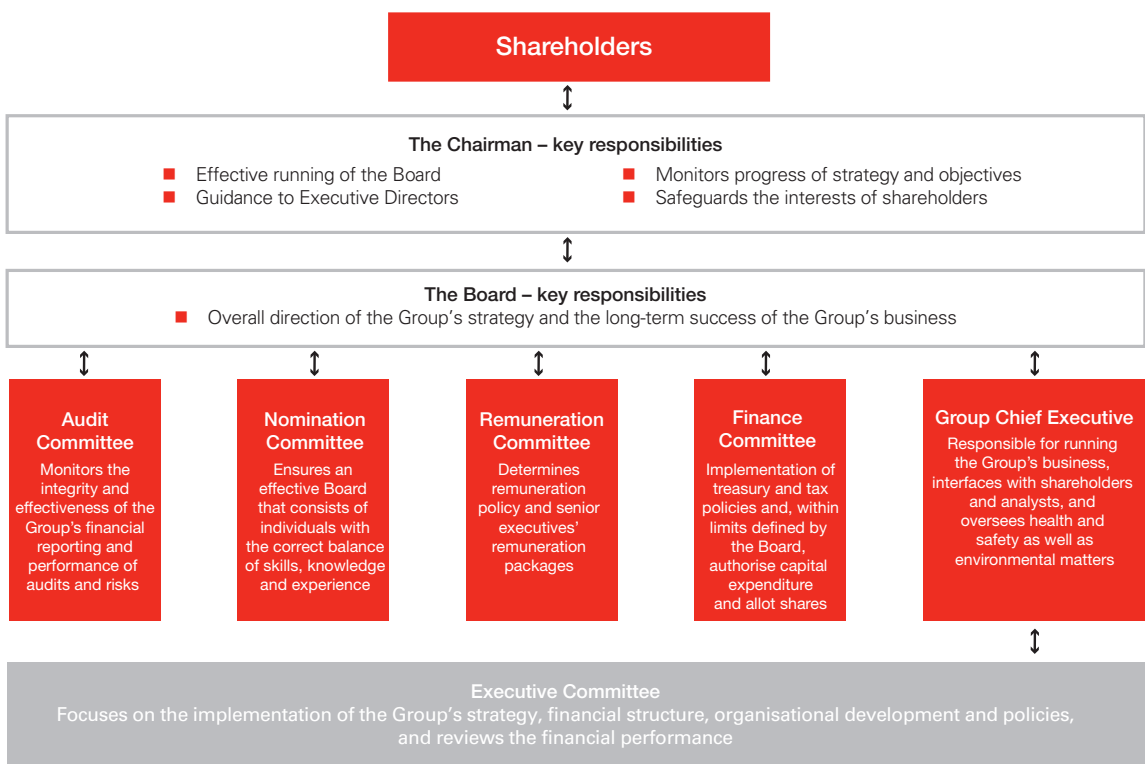 Shareholders
The Chairman – key responsibilities
Effective running of the Board
Guidance to Executive Directors
Monitors progress of strategy and objectives
Safeguards the interests of shareholders
The Board – key responsibilities
Overall direction of the Group’s strategy and the long-term success of the Group’s business
Audit
Committee
Monitors the
integrity and
effectiveness of the
Group’s financial
reporting and
performance of
audits and risks
Nomination
Committee
Ensures an
effective Board
that consists of
individuals with
the correct balance
of skills, knowledge
and experience
Remuneration
Committee
Determines
remuneration
policy and senior
executives’
remuneration
packages
Finance
Committee
Implementation of
treasury and tax
policies and, within
limits defined by
the Board,
authorise capital
expenditure
and allot shares
Group Chief Executive
Responsible for running
the Group’s business,
interfaces with shareholders
and analysts, and
oversees health and
safety as well as
environmental matters
Executive Committee
Focuses on the implementation of the Group’s strategy, financial structure, organisational development and policies,
and reviews the financial performance